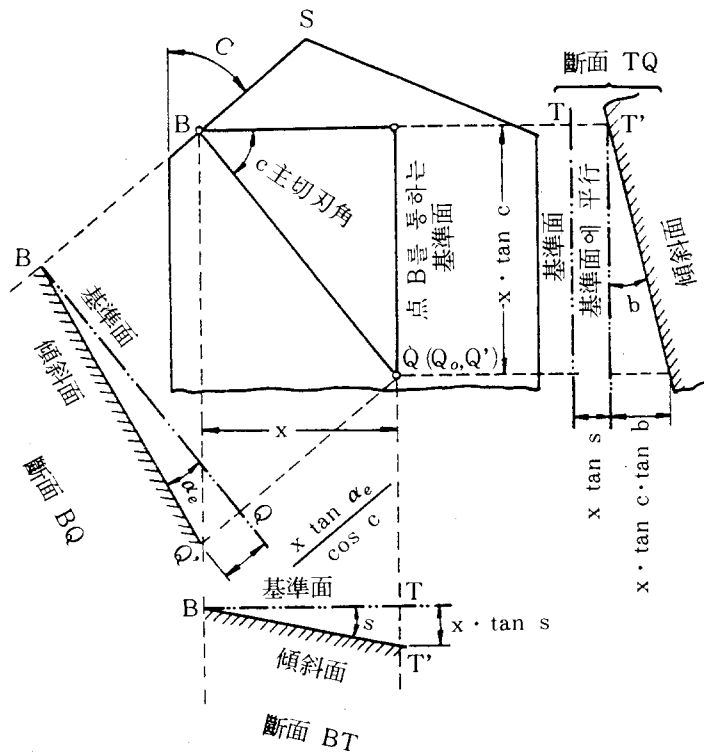 S
C
斷面 TQ
B
T
T'
c 主切刃角
点 B를 통하는
基準面
x · tan c
基準面
基準面에 平行
b
傾斜面
B
基準面
傾斜面
Q (Qo,Q')
x
αe
斷面 BQ
Q
Q'
x tan αe
cos c
x tan s
x · tan c · tan b
基準面
B
T
s
x · tan s
傾斜面
T'
斷面 BT